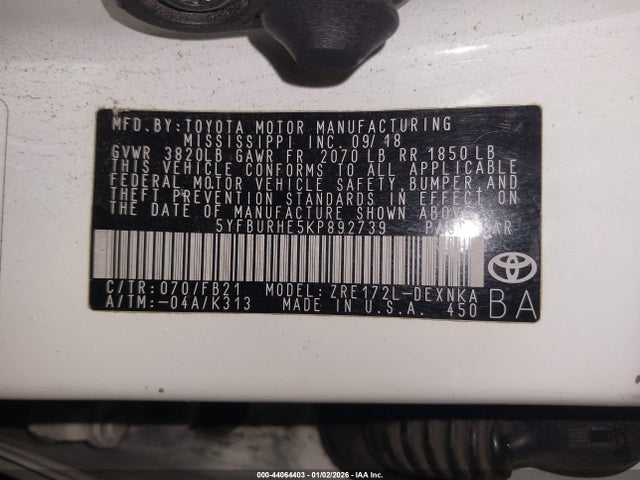 MFD.BY: TOYOTA MOTOR MANUFACTURING
MISSISSIPPI INC. 09/18
GVWR 3820LB GAWR FR 2070 LB RR 1850 LB
THIS VEHICLE CONFORMS TO ALL APPLICABLE
FEDERAL MOTOR VEHICLE SAFETY, BUMPER, AND
THEFT PREVENTION STANDARDS IN EFFECT ON
THE DATE OF MANUFACTURE SHOWN ABOVE.
5YFBURHE5KP892739
C/TR: 070/FB21 MODEL: ZRE172L-DEXNKA
A/TM: -04A/K313 MADE IN U.S.A. 450 BA
000-44064403 - 01/02/2026 - IAA Inc.